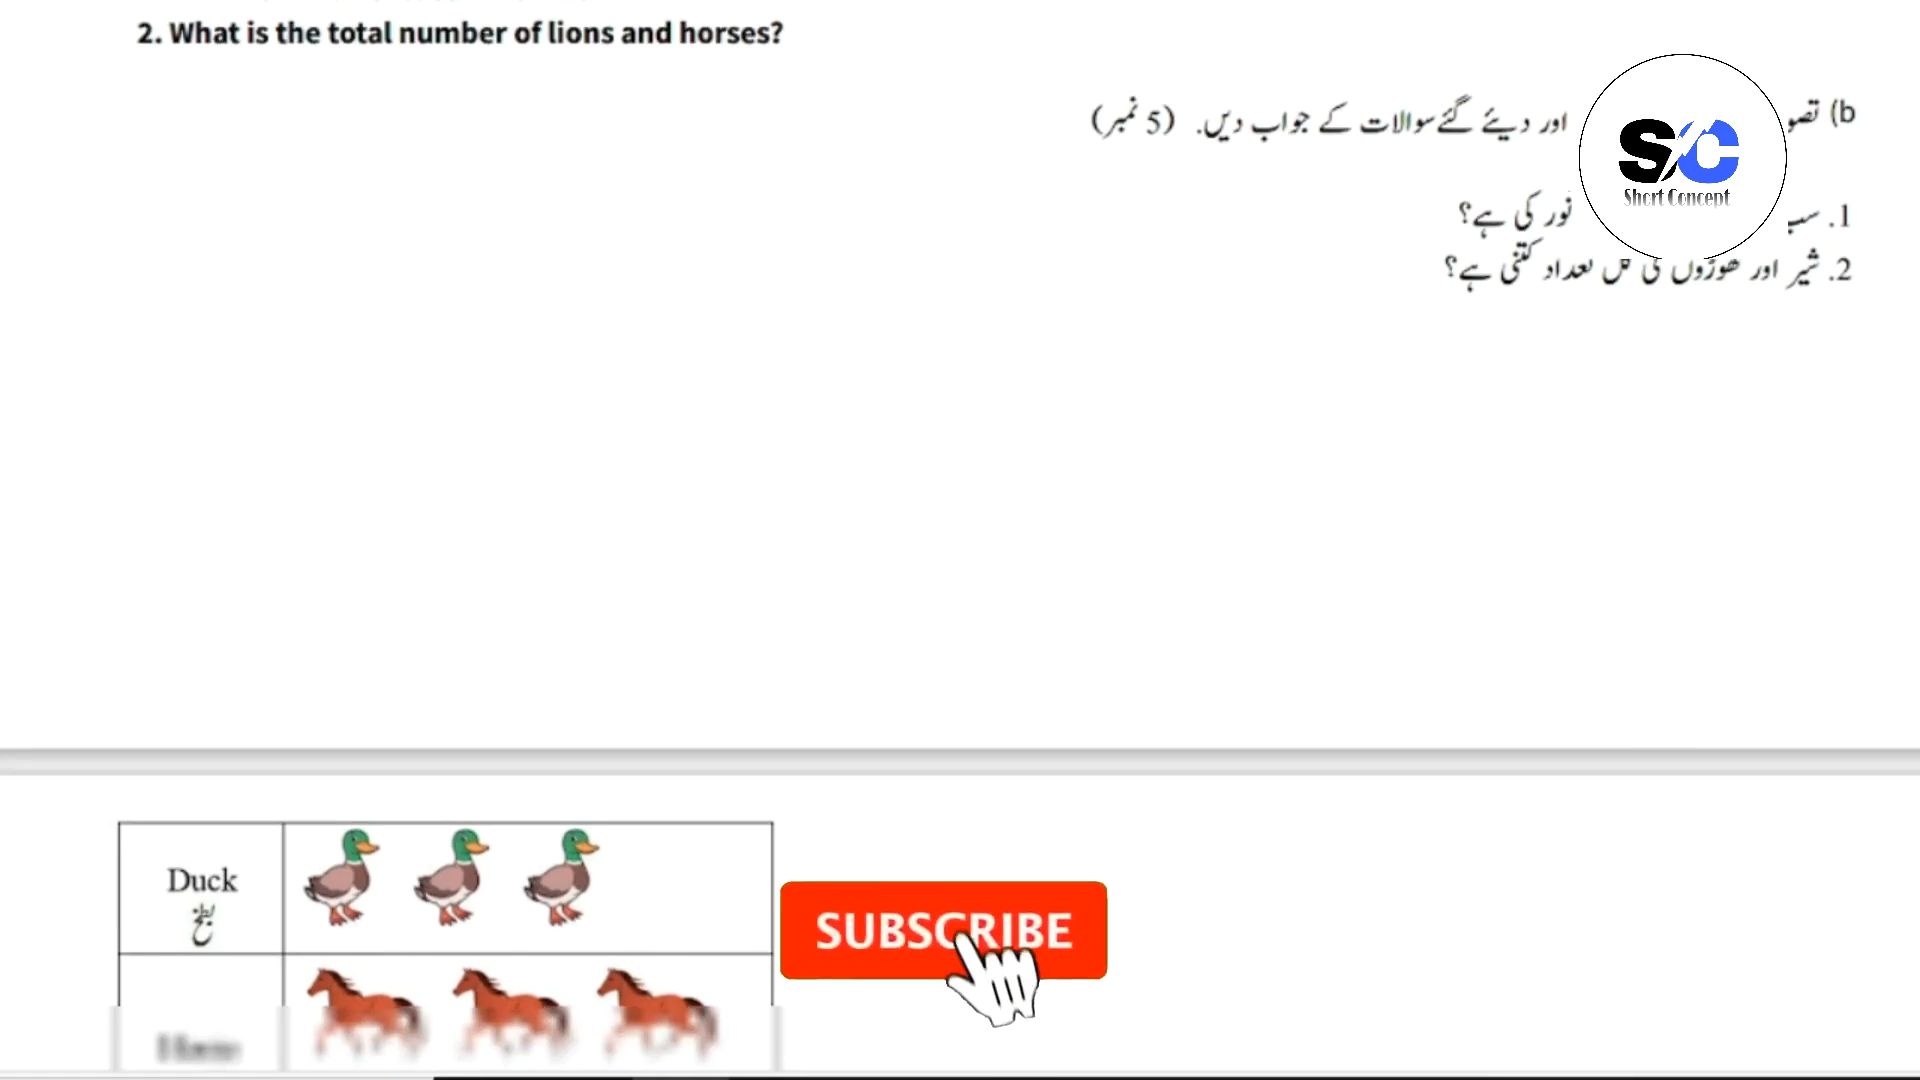 2. What is the total number of lions and horses?
b) تصو اور دیئے گئے سوالات کے جواب دیں. (5 نمبر)
S/C
Short Concept
1. سب نور کی ہے؟
2. شیر اور گھوڑوں کی کل تعداد کتنی ہے؟
Duck
بطخ
SUBSCRIBE
Horse